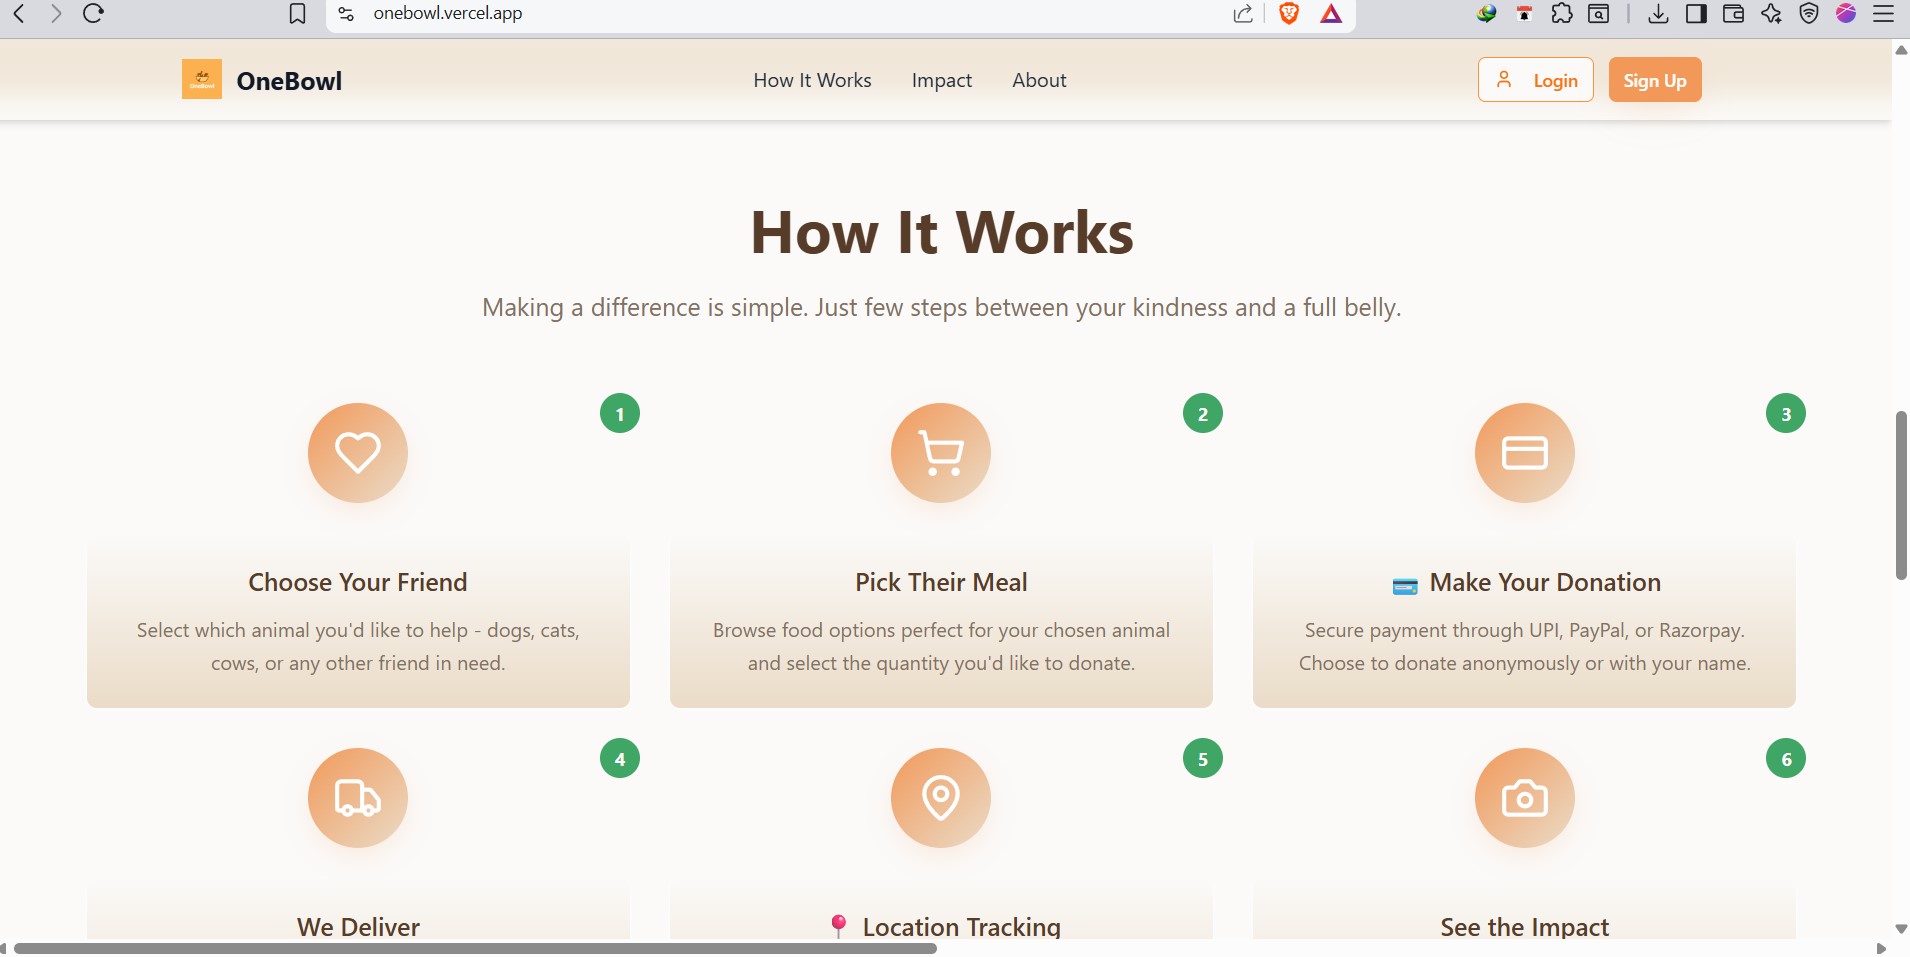 onebowl.vercel.app
OneBowl
OneBowl
How It Works
Impact
About
Login
Sign Up
How It Works
Making a difference is simple. Just few steps between your kindness and a full belly.
1
2
3
Choose Your Friend
Select which animal you'd like to help - dogs, cats,
cows, or any other friend in need.
Pick Their Meal
Browse food options perfect for your chosen animal
and select the quantity you'd like to donate.
Make Your Donation
Secure payment through UPI, PayPal, or Razorpay.
Choose to donate anonymously or with your name.
4
5
6
We Deliver
Location Tracking
See the Impact